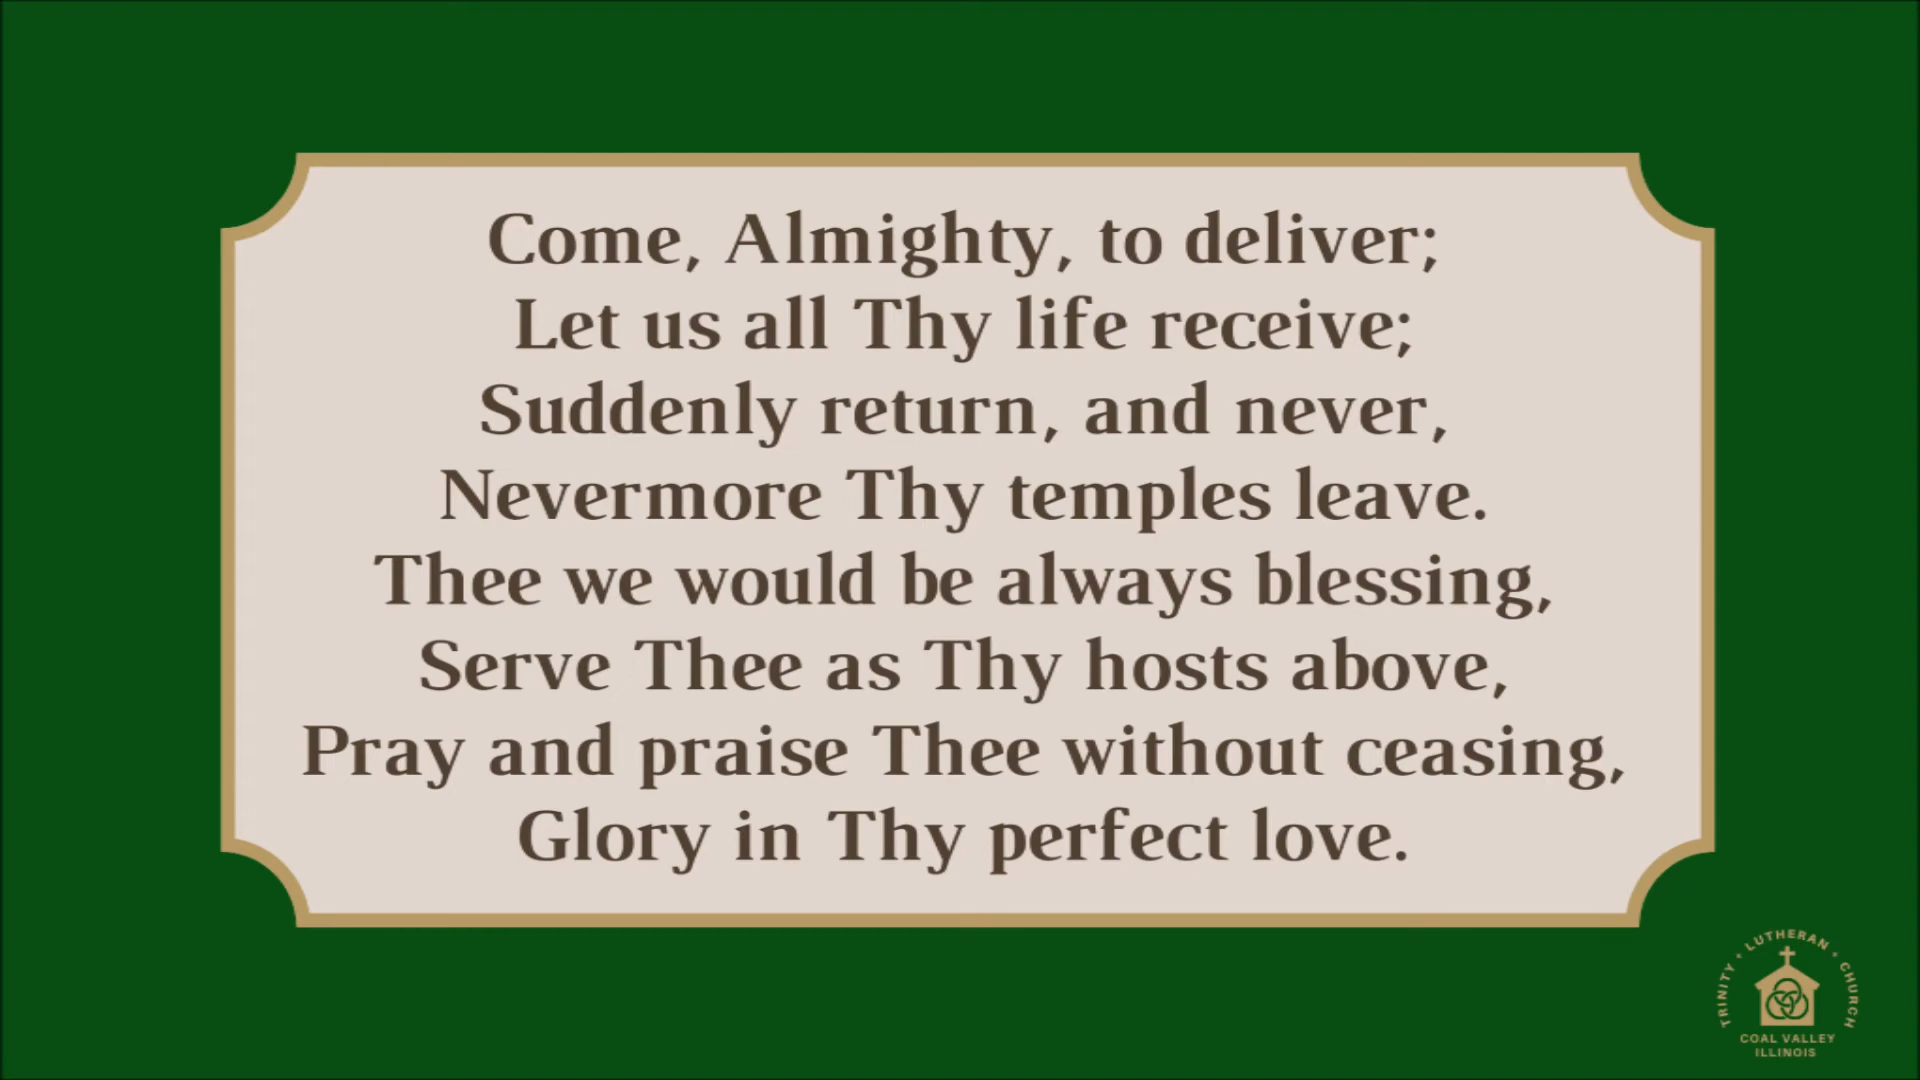 Come, Almighty, to deliver;
Let us all Thy life receive;
Suddenly return, and never,
Nevermore Thy temples leave.
Thee we would be always blessing,
Serve Thee as Thy hosts above,
Pray and praise Thee without ceasing,
Glory in Thy perfect love.
TRINITY • LUTHERAN • CHURCH
COAL VALLEY
ILLINOIS